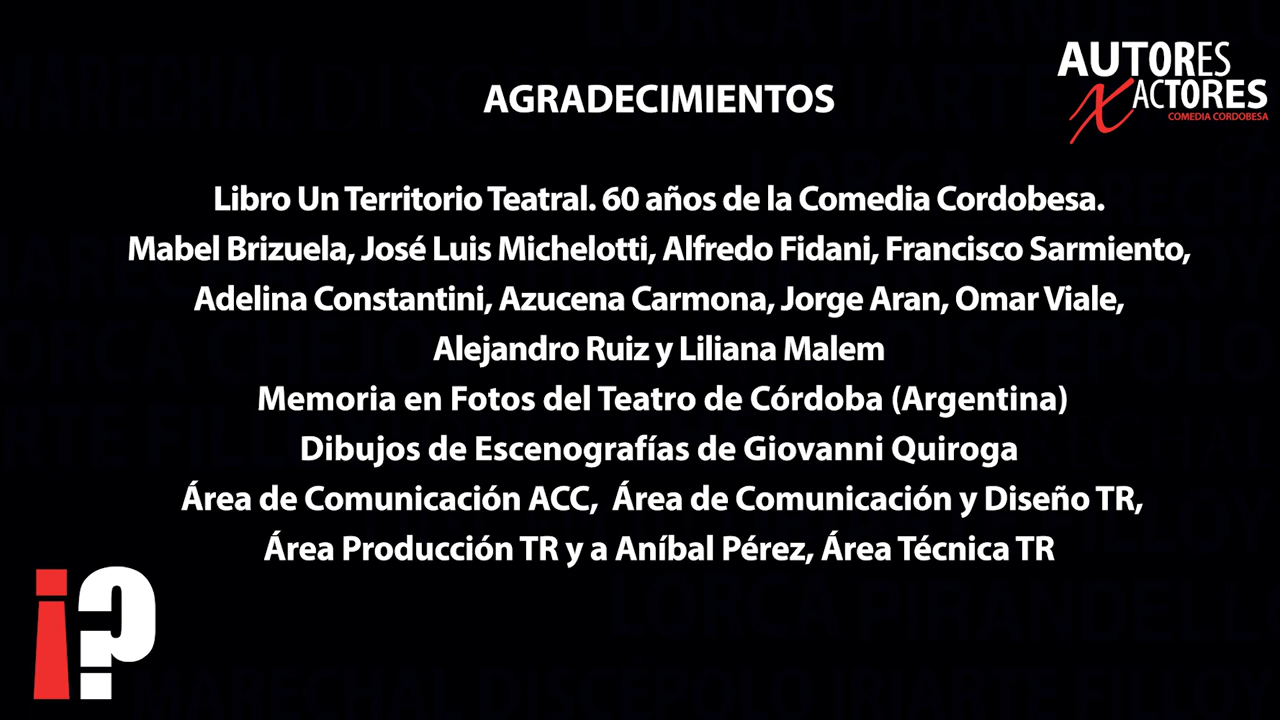 AUTORES
X ACTORES
COMEDIA CORDOBESA
AGRADECIMIENTOS
Libro Un Territorio Teatral. 60 años de la Comedia Cordobesa.
Mabel Brizuela, José Luis Michelotti, Alfredo Fidani, Francisco Sarmiento,
Adelina Constantini, Azucena Carmona, Jorge Aran, Omar Viale,
Alejandro Ruiz y Liliana Malem
Memoria en Fotos del Teatro de Córdoba (Argentina)
Dibujos de Escenografías de Giovanni Quiroga
Área de Comunicación ACC,  Área de Comunicación y Diseño TR,
Área Producción TR y a Aníbal Pérez, Área Técnica TR
¡?